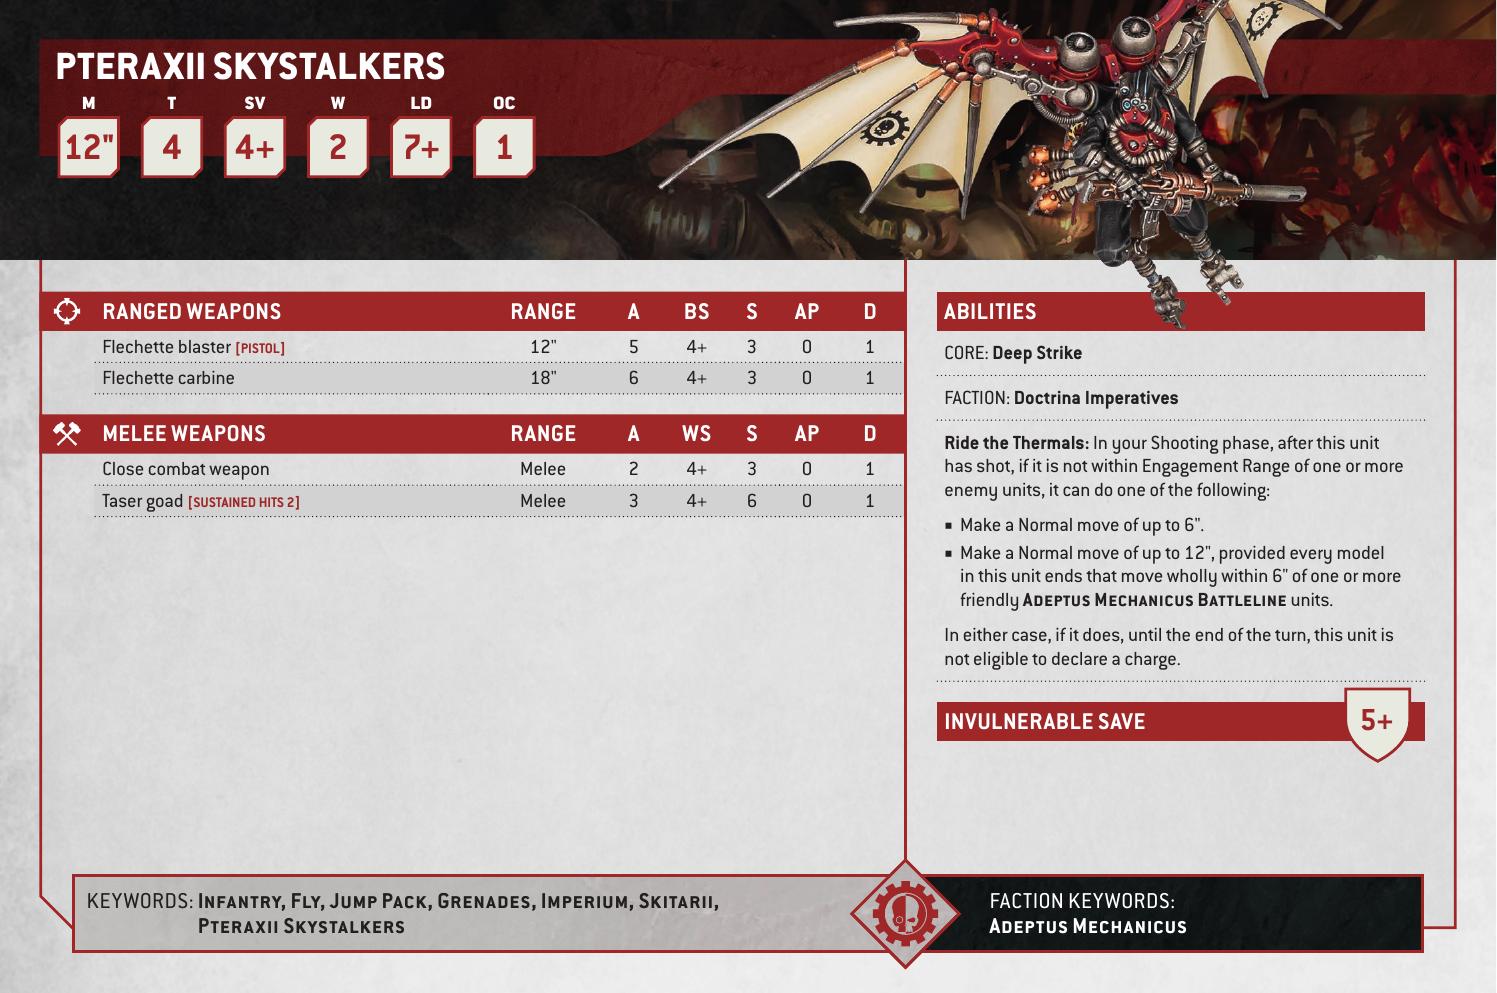 PTERAXII SKYSTALKERS
M T SV W LD OC
12" 4 4+ 2 7+ 1
RANGED WEAPONS RANGE A BS S AP D
Flechette blaster [PISTOL] 12" 5 4+ 3 0 1
Flechette carbine 18" 6 4+ 3 0 1
MELEE WEAPONS RANGE A WS S AP D
Close combat weapon Melee 2 4+ 3 0 1
Taser goad [SUSTAINED HITS 2] Melee 3 4+ 6 0 1
ABILITIES
CORE: Deep Strike
FACTION: Doctrina Imperatives
Ride the Thermals: In your Shooting phase, after this unit
has shot, if it is not within Engagement Range of one or more
enemy units, it can do one of the following:
▪ Make a Normal move of up to 6".
▪ Make a Normal move of up to 12", provided every model
in this unit ends that move wholly within 6" of one or more
friendly ADEPTUS MECHANICUS BATTLELINE units.
In either case, if it does, until the end of the turn, this unit is
not eligible to declare a charge.
INVULNERABLE SAVE 5+
KEYWORDS: INFANTRY, FLY, JUMP PACK, GRENADES, IMPERIUM, SKITARII,
PTERAXII SKYSTALKERS
FACTION KEYWORDS:
ADEPTUS MECHANICUS